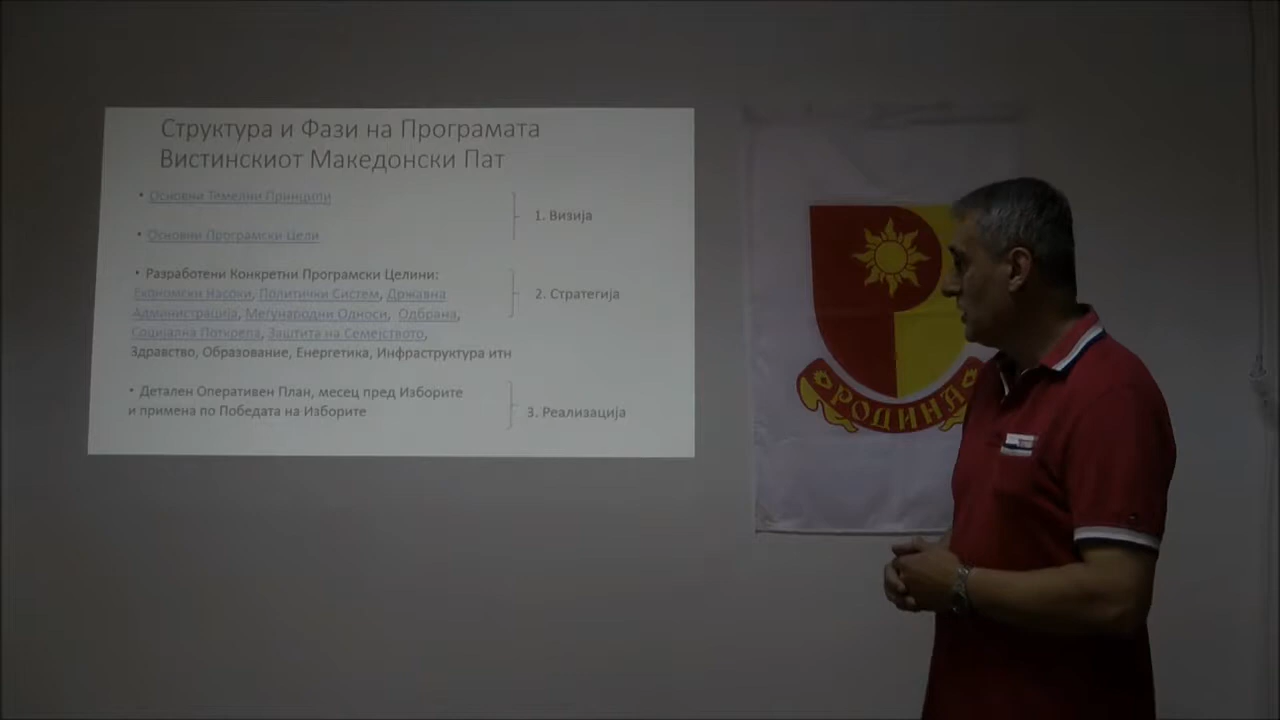 Структура и Фази на Програмата
Вистинскиот Македонски Пат
• Основни Темелни Принципи
1. Визија
• Основни Програмски Цели
• Разработени Конкретни Програмски Целини:
Економски Насоки, Политички Систем, Државна
2. Стратегија
Администрација, Меѓународни Односи, Одбрана,
Социјална Поткрепа, Заштита на Семејството,
Здравство, Образование, Енергетика, Инфраструктура итн
• Детален Оперативен План, месец пред Изборите
и примена по Победата на Изборите
3. Реализација
РОДИНА